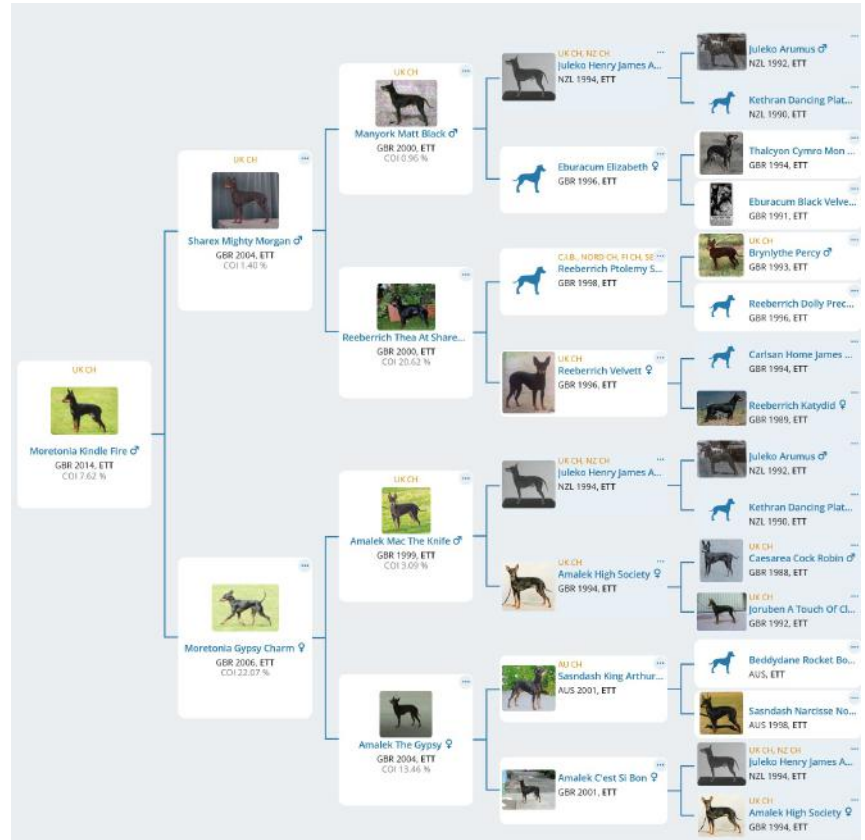 UK CH
Moretonia Kindle Fire ♂
GBR 2014, ETT
COI 7.62 %
UK CH
Sharex Mighty Morgan ♂
GBR 2004, ETT
COI 1.40 %
Moretonia Gypsy Charm ♀
GBR 2006, ETT
COI 22.07 %
UK CH
Manyork Matt Black ♂
GBR 2000, ETT
COI 0.96 %
Reeberrich Thea At Share...
GBR 2000, ETT
COI 20.62 %
UK CH
Amalek Mac The Knife ♂
GBR 1999, ETT
COI 3.09 %
Amalek The Gypsy ♀
GBR 2004, ETT
COI 13.46 %
UK CH, NZ CH
Juleko Henry James A...
NZL 1994, ETT
Eburacum Elizabeth ♀
GBR 1996, ETT
C.I.B., NORD CH, FI CH, SE
Reeberrich Ptolemy S...
GBR 1998, ETT
UK CH
Reeberrich Velvett ♀
GBR 1996, ETT
UK CH, NZ CH
Juleko Henry James A...
NZL 1994, ETT
UK CH
Amalek High Society ♀
GBR 1994, ETT
AU CH
Sasndash King Arthur...
AUS 2001, ETT
Amalek C'est Si Bon ♀
GBR 2001, ETT
Juleko Arumus ♂
NZL 1992, ETT
Kethran Dancing Plat...
NZL 1990, ETT
Thalcyon Cymro Mon ...
GBR 1994, ETT
Eburacum Black Velve...
GBR 1991, ETT
UK CH
Brynlythe Percy ♂
GBR 1993, ETT
Reeberrich Dolly Prec...
GBR 1996, ETT
Carlsan Home James ...
GBR 1994, ETT
Reeberrich Katydid ♀
GBR 1989, ETT
Juleko Arumus ♂
NZL 1992, ETT
Kethran Dancing Plat...
NZL 1990, ETT
UK CH
Caesarea Cock Robin ♂
GBR 1988, ETT
UK CH
Joruben A Touch Of Cl...
GBR 1992, ETT
Beddydane Rocket Bo...
AUS, ETT
Sasndash Narcisse No...
AUS 1998, ETT
UK CH, NZ CH
Juleko Henry James A...
NZL 1994, ETT
UK CH
Amalek High Society ♀
GBR 1994, ETT